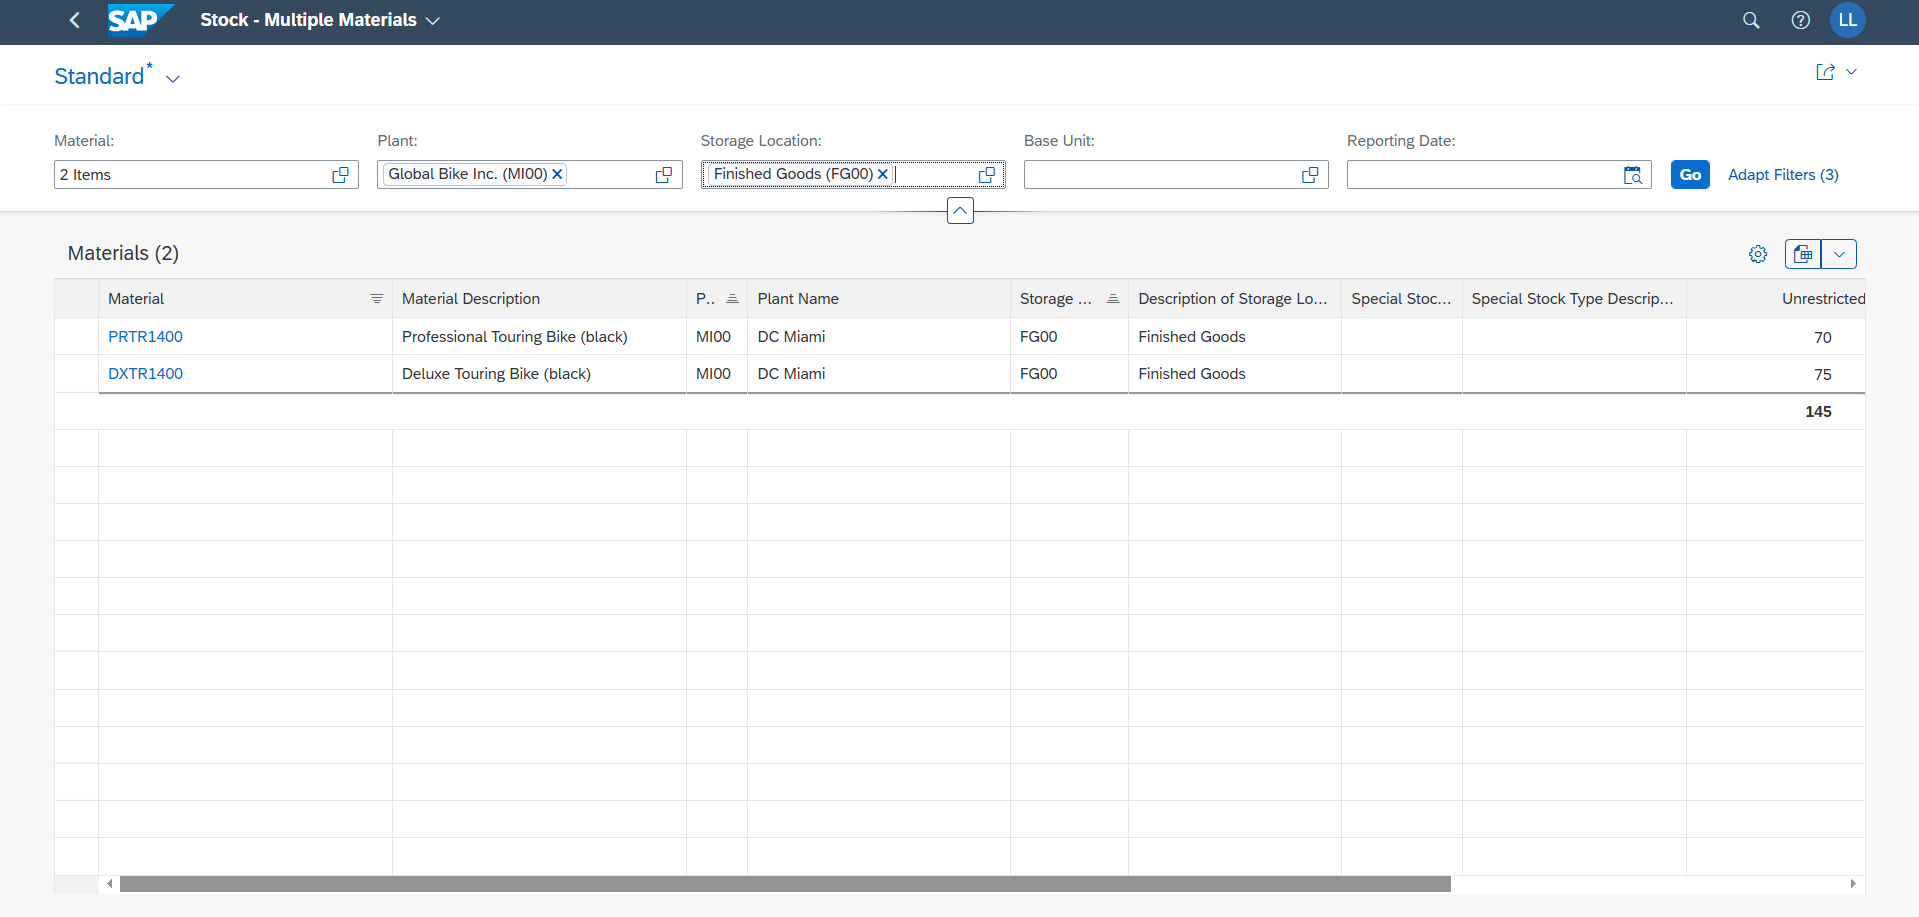 SAP Stock - Multiple Materials LL
Standard*
Material: Plant: Storage Location: Base Unit: Reporting Date:
2 Items Global Bike Inc. (MI00) Finished Goods (FG00) Go Adapt Filters (3)
Materials (2)
Material Material Description P... Plant Name Storage ... Description of Storage Lo... Special Stoc... Special Stock Type Descrip... Unrestricted
PRTR1400 Professional Touring Bike (black) MI00 DC Miami FG00 Finished Goods 70
DXTR1400 Deluxe Touring Bike (black) MI00 DC Miami FG00 Finished Goods 75
145